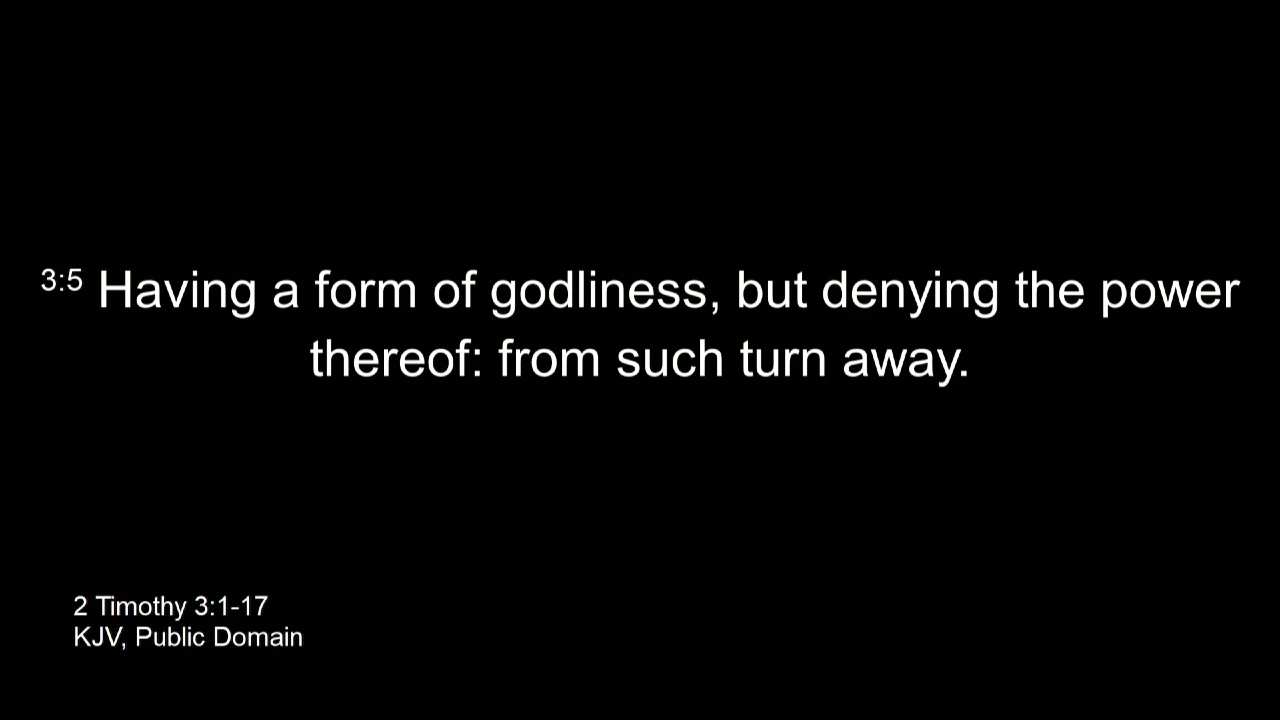 3:5 Having a form of godliness, but denying the power
thereof: from such turn away.
2 Timothy 3:1-17
KJV, Public Domain